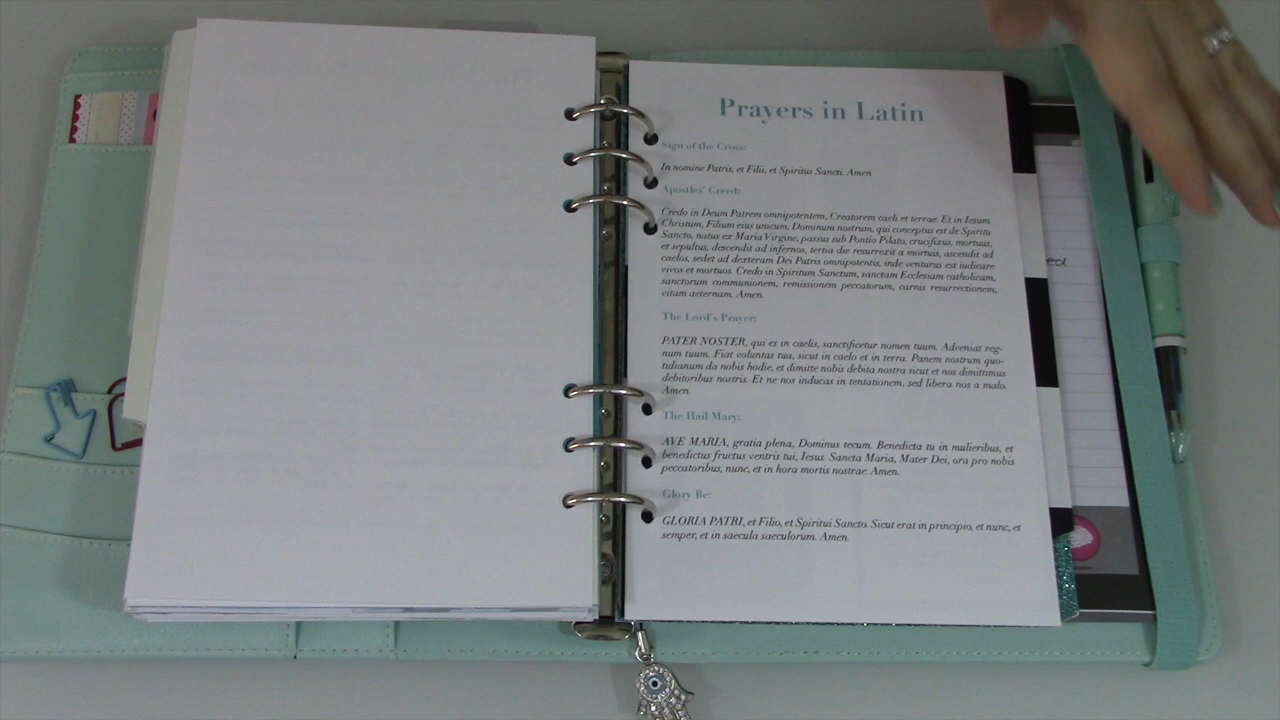 Prayers in Latin
Sign of the Cross:
In nomine Patris, et Filii, et Spiritus Sancti. Amen
Apostles' Creed:
Credo in Deum Patrem omnipotentem, Creatorem caeli et terrae. Et in Iesum
Christum, Filium eius unicum, Dominum nostrum, qui conceptus est de Spiritu
Sancto, natus ex Maria Virgine, passus sub Pontio Pilato, crucifixus, mortuus,
et sepultus, descendit ad infernos, tertia die resurrexit a mortuis, ascendit ad
caelos, sedet ad dexteram Dei Patris omnipotentis, inde venturus est iudicare
vivos et mortuos. Credo in Spiritum Sanctum, sanctam Ecclesiam catholicam,
sanctorum communionem, remissionem peccatorum, carnis resurrectionem,
vitam aeternam. Amen.
The Lord's Prayer:
PATER NOSTER, qui es in caelis, sanctificetur nomen tuum. Adveniat reg-
num tuum. Fiat voluntas tua, sicut in caelo et in terra. Panem nostrum quo-
tidianum da nobis hodie, et dimitte nobis debita nostra sicut et nos dimittimus
debitoribus nostris. Et ne nos inducas in tentationem, sed libera nos a malo.
Amen.
The Hail Mary:
AVE MARIA, gratia plena, Dominus tecum. Benedicta tu in mulieribus, et
benedictus fructus ventris tui, Iesus. Sancta Maria, Mater Dei, ora pro nobis
peccatoribus, nunc, et in hora mortis nostrae. Amen.
Glory Be:
GLORIA PATRI, et Filio, et Spiritui Sancto. Sicut erat in principio, et nunc, et
semper, et in saecula saeculorum. Amen.